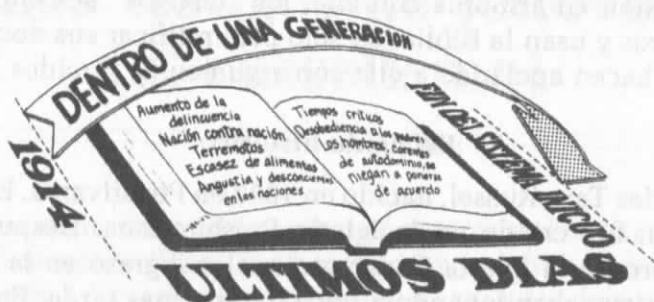 DENTRO DE UNA GENERACIÓN
1914
Aumento de la
delincuencia
Nación contra nación
Terremotos
Escasez de alimentos
Angustia y desconcierto
en las naciones
Tiempos críticos
Desobediencia a los padres
Los hombres, carentes
de autodominio, se
niegan a ponerse
de acuerdo
FIN DEL SISTEMA INICUO
ULTIMOS DIAS